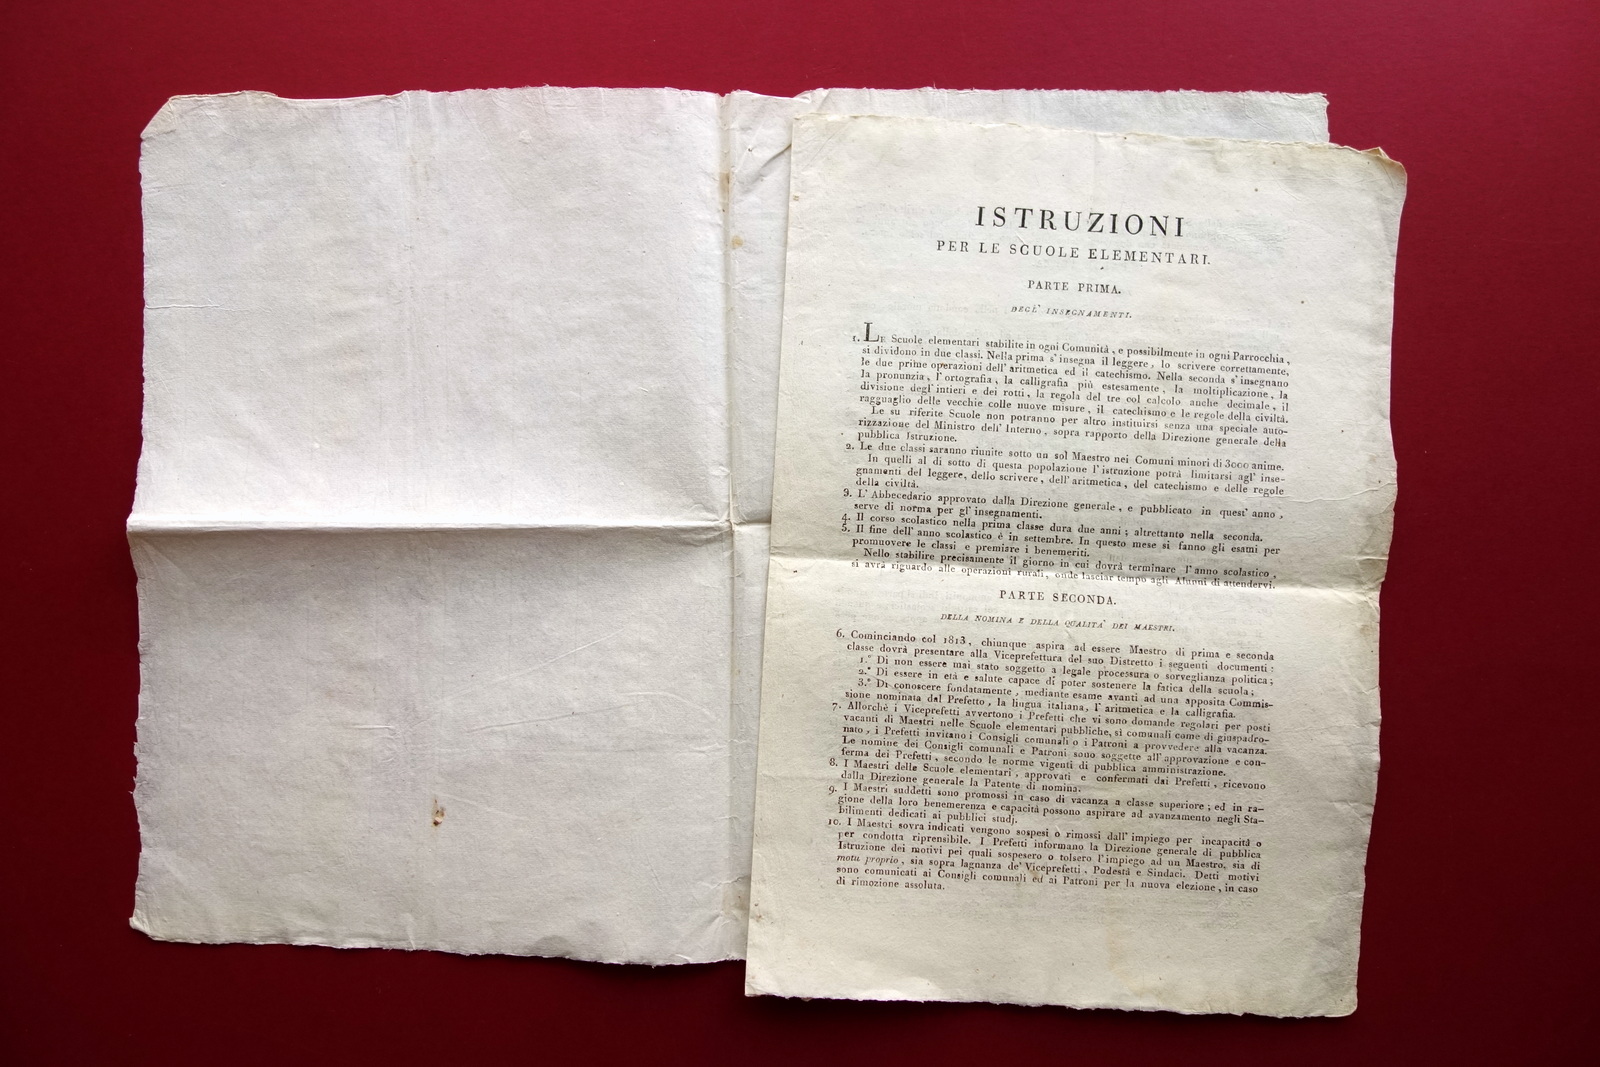 ISTRUZIONI
PER LE SCUOLE ELEMENTARI.
PARTE PRIMA.
DEGL' INSEGNAMENTI.
1. LE Scuole elementari stabilite in ogni Comunità, e possibilmente in ogni Parrocchia,
si dividono in due classi. Nella prima s'insegna il leggere, lo scrivere correttamente,
le due prime operazioni dell'aritmetica ed il catechismo. Nella seconda s'insegnano
la pronunzia, l'ortografia, la calligrafia più estesamente, la moltiplicazione, la
divisione degl'intieri e dei rotti, la regola del tre col calcolo anche decimale, il
ragguaglio delle vecchie colle nuove misure, il catechismo e le regole della civiltà.
Le su riferite Scuole non potranno per altro instituirsi senza una speciale auto-
rizzazione del Ministro dell'Interno, sopra rapporto della Direzione generale della
pubblica Istruzione.
2. Le due classi saranno riunite sotto un sol Maestro nei Comuni minori di 3000 anime.
In quelli al di sotto di questa popolazione l'istruzione potrà limitarsi agl'inse-
gnamenti del leggere, dello scrivere, dell'aritmetica, del catechismo e delle regole
della civiltà.
3. L'Abbecedario approvato dalla Direzione generale, e pubblicato in quest'anno,
serve di norma per gl'insegnamenti.
4. Il corso scolastico nella prima classe dura due anni; altrettanto nella seconda.
5. Il fine dell'anno scolastico è in settembre. In questo mese si fanno gli esami per
promuovere le classi e premiare i benemeriti.
Nello stabilire precisamente il giorno in cui dovrà terminare l'anno scolastico,
si avrà riguardo alle operazioni rurali, onde lasciar tempo agli Alunni di attendervi.
PARTE SECONDA.
DELLA NOMINA E DELLA QUALITA' DEI MAESTRI.
6. Cominciando col 1813, chiunque aspira ad essere Maestro di prima e seconda
classe dovrà presentare alla Viceprefettura del suo Distretto i seguenti documenti:
1.° Di non essere mai stato soggetto a legale processura o sorveglianza politica;
2.° Di essere in età e salute capace di poter sostenere la fatica della scuola;
3.° Di conoscere fondatamente, mediante esame avanti ad una apposita Commis-
sione nominata dal Prefetto, la lingua italiana, l'aritmetica e la calligrafia.
7. Allorchè i Viceprefetti avvertono i Prefetti che vi sono domande regolari per posti
vacanti di Maestri nelle Scuole elementari pubbliche, sì comunali come di giuspadro-
nato, i Prefetti invitano i Consigli comunali o i Patroni a provvedere alla vacanza.
Le nomine dei Consigli comunali e Patroni sono soggette all'approvazione e con-
ferma dei Prefetti, secondo le norme vigenti di pubblica amministrazione.
8. I Maestri delle Scuole elementari, approvati e confermati dai Prefetti, ricevono
dalla Direzione generale la Patente di nomina.
9. I Maestri suddetti sono promossi in caso di vacanza a classe superiore; ed in ra-
gione della loro benemerenza e capacità possono aspirare ad avanzamento negli Sta-
bilimenti dedicati ai pubblici studj.
10. I Maestri sovra indicati vengono sospesi o rimossi dall'impiego per incapacità o
per condotta riprensibile. I Prefetti informano la Direzione generale di pubblica
Istruzione dei motivi pei quali sospesero o tolsero l'impiego ad un Maestro, sia di
motu proprio, sia sopra lagnanza de' Viceprefetti, Podestà e Sindaci. Detti motivi
sono comunicati ai Consigli comunali ed ai Patroni per la nuova elezione, in caso
di rimozione assoluta.